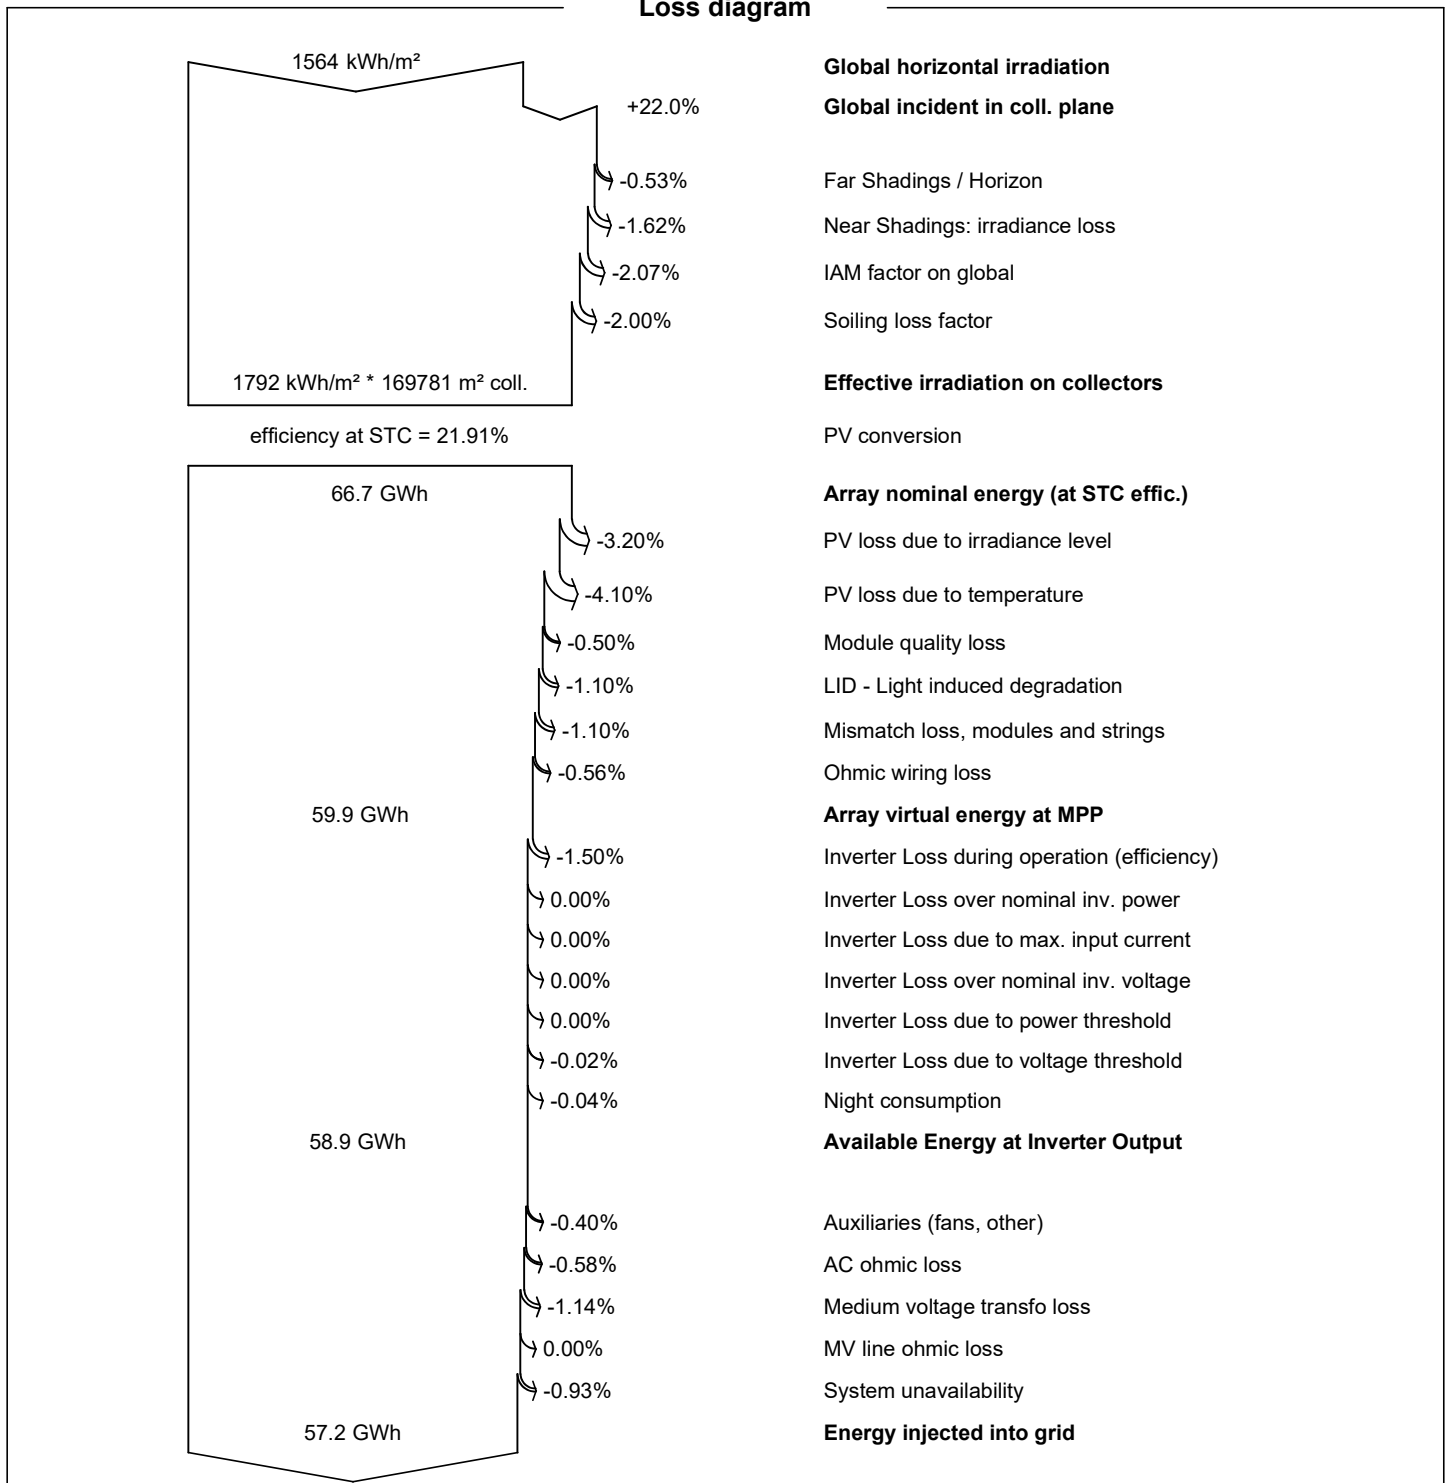 Loss diagram
1564 kWh/m² Global horizontal irradiation
+22.0% Global incident in coll. plane
-0.53% Far Shadings / Horizon
-1.62% Near Shadings: irradiance loss
-2.07% IAM factor on global
-2.00% Soiling loss factor
1792 kWh/m² * 169781 m² coll. Effective irradiation on collectors
efficiency at STC = 21.91% PV conversion
66.7 GWh Array nominal energy (at STC effic.)
-3.20% PV loss due to irradiance level
-4.10% PV loss due to temperature
-0.50% Module quality loss
-1.10% LID - Light induced degradation
-1.10% Mismatch loss, modules and strings
-0.56% Ohmic wiring loss
59.9 GWh Array virtual energy at MPP
-1.50% Inverter Loss during operation (efficiency)
0.00% Inverter Loss over nominal inv. power
0.00% Inverter Loss due to max. input current
0.00% Inverter Loss over nominal inv. voltage
0.00% Inverter Loss due to power threshold
-0.02% Inverter Loss due to voltage threshold
-0.04% Night consumption
58.9 GWh Available Energy at Inverter Output
-0.40% Auxiliaries (fans, other)
-0.58% AC ohmic loss
-1.14% Medium voltage transfo loss
0.00% MV line ohmic loss
-0.93% System unavailability
57.2 GWh Energy injected into grid